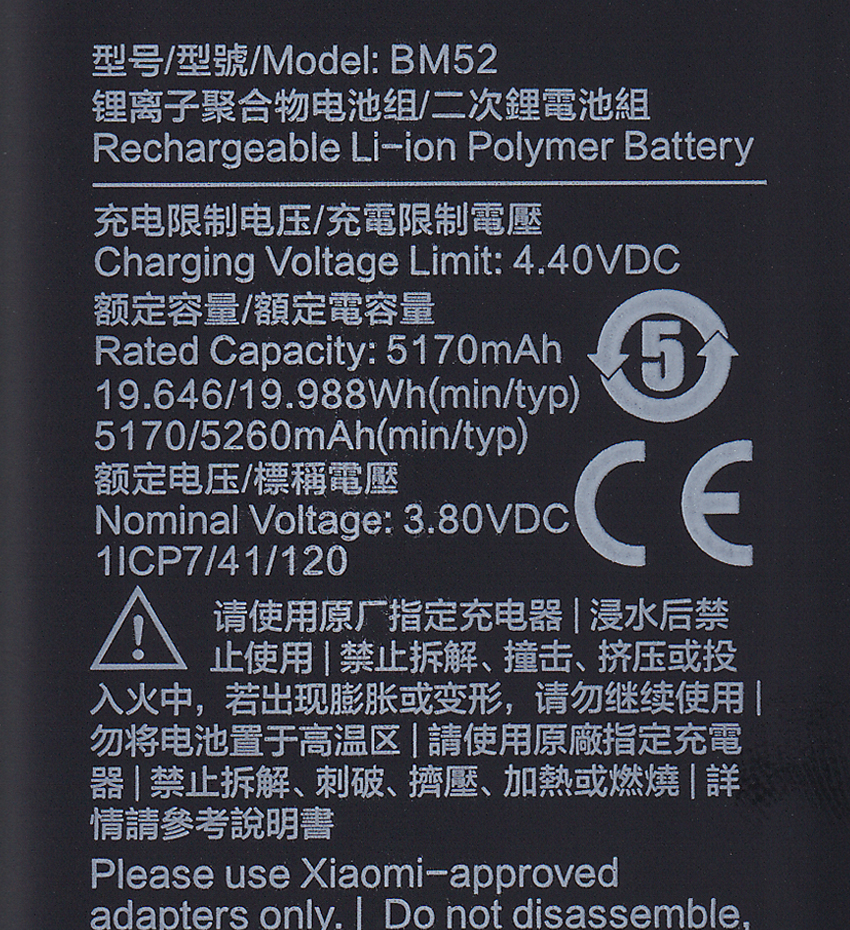 型号/型號/Model: BM52
锂离子聚合物电池组/二次鋰電池組
Rechargeable Li-ion Polymer Battery
充电限制电压/充電限制電壓
Charging Voltage Limit: 4.40VDC
额定容量/額定電容量
Rated Capacity: 5170mAh
19.646/19.988Wh(min/typ)
5170/5260mAh(min/typ)
5
额定电压/標稱電壓
Nominal Voltage: 3.80VDC
CE
1ICP7/41/120
请使用原厂指定充电器 | 浸水后禁
止使用 | 禁止拆解、撞击、挤压或投
入火中，若出现膨胀或变形，请勿继续使用 |
勿将电池置于高温区 | 請使用原廠指定充電
器 | 禁止拆解、刺破、擠壓、加熱或燃燒 | 詳
情請參考說明書
Please use Xiaomi-approved
adapters only. | Do not disassemble,